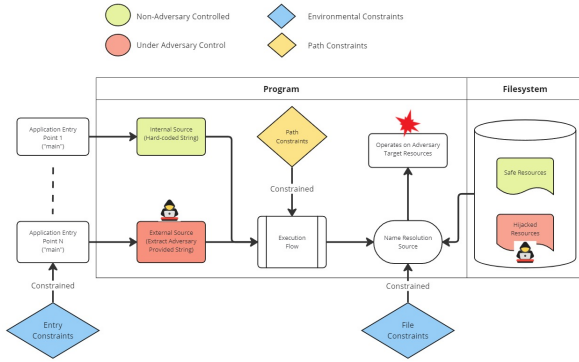 Non-Adversary Controlled
Environmental Constraints
Under Adversary Control
Path Constraints
Program
Filesystem
Application Entry
Point 1
("main")
Internal Source
(Hard-coded String)
Path
Constraints
Operates on Adversary
Target Resources
Safe Resources
Constrained
Application Entry
Point N
("main")
External Source
(Extract Adversary
Provided String)
Execution
Flow
Name Resolution
Source
Hijacked
Resources
Constrained
Constrained
Entry
Constraints
File
Constraints